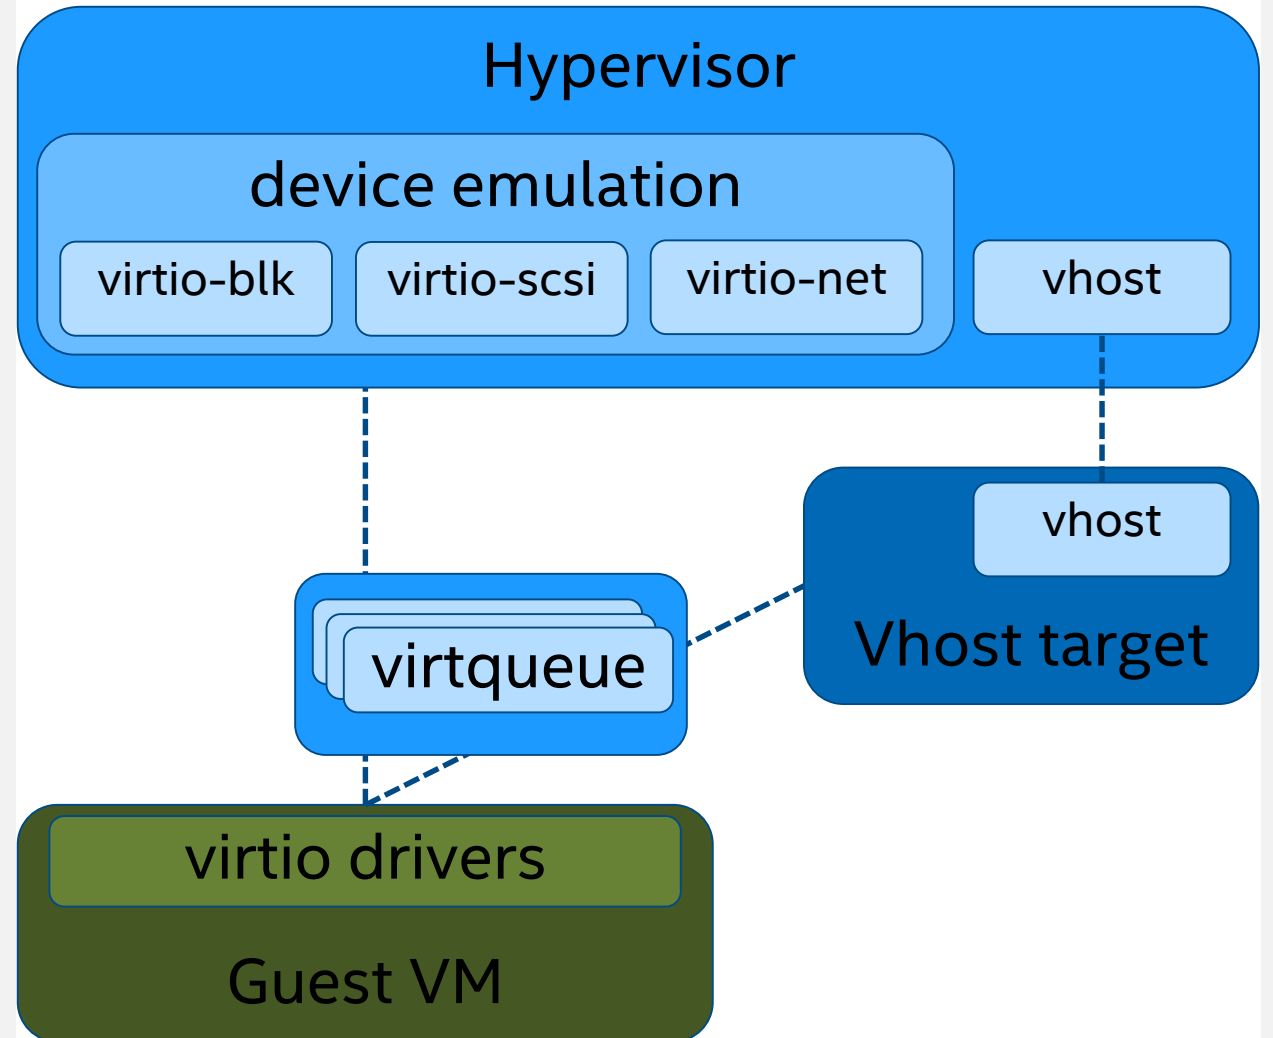 Hypervisor
device emulation
virtio-blk
virtio-scsi
virtio-net
vhost
vhost
Vhost target
virtqueue
virtio drivers
Guest VM